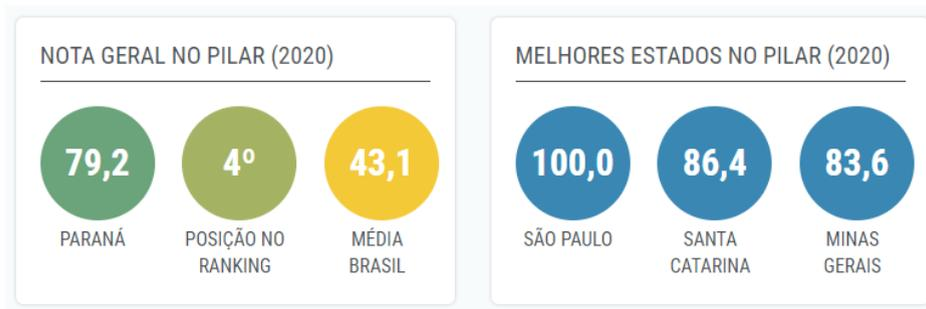 NOTA GERAL NO PILAR (2020)
79,2
4º
43,1
PARANÁ
POSIÇÃO NO
RANKING
MÉDIA
BRASIL
MELHORES ESTADOS NO PILAR (2020)
100,0
86,4
83,6
SÃO PAULO
SANTA
CATARINA
MINAS
GERAIS